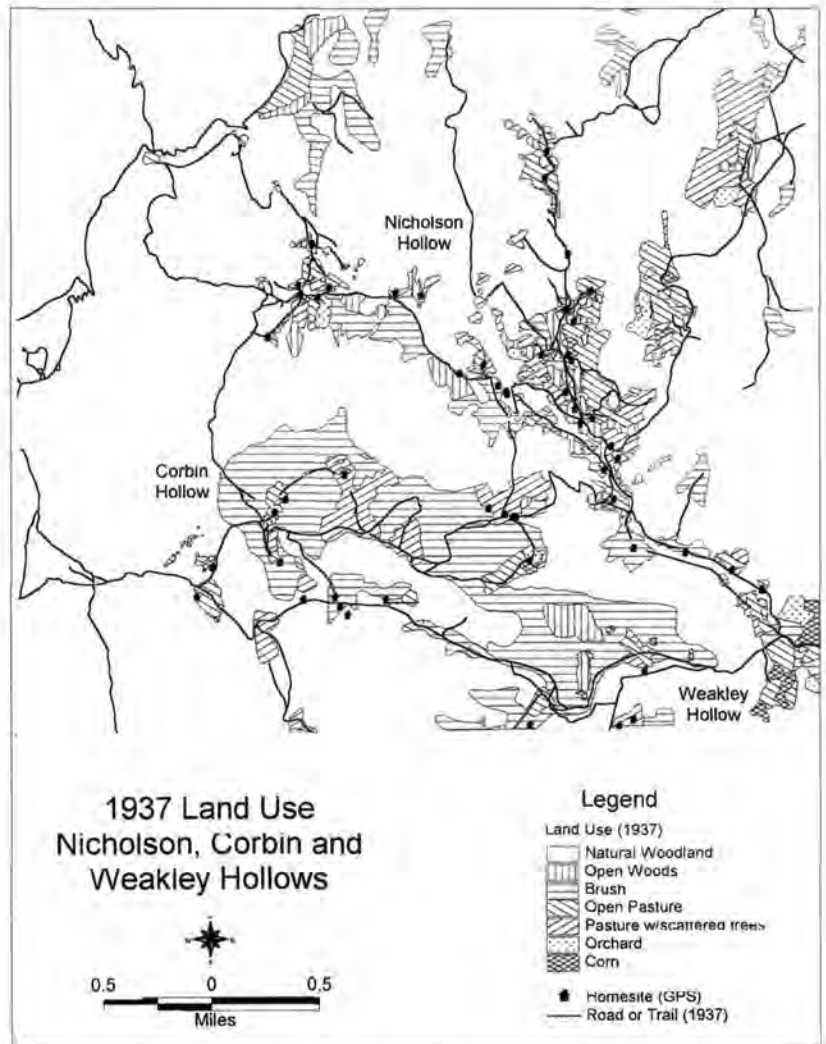 Nicholson
Hollow
Corbin
Hollow
Weakley
Hollow
1937 Land Use
Nicholson, Corbin and
Weakley Hollows
N
E
S
W
0.5
0
0.5
Miles
Legend
Land Use (1937)
Natural Woodland
Open Woods
Brush
Open Pasture
Pasture w/scattered trees
Orchard
Corn
Homesite (GPS)
Road or Trail (1937)